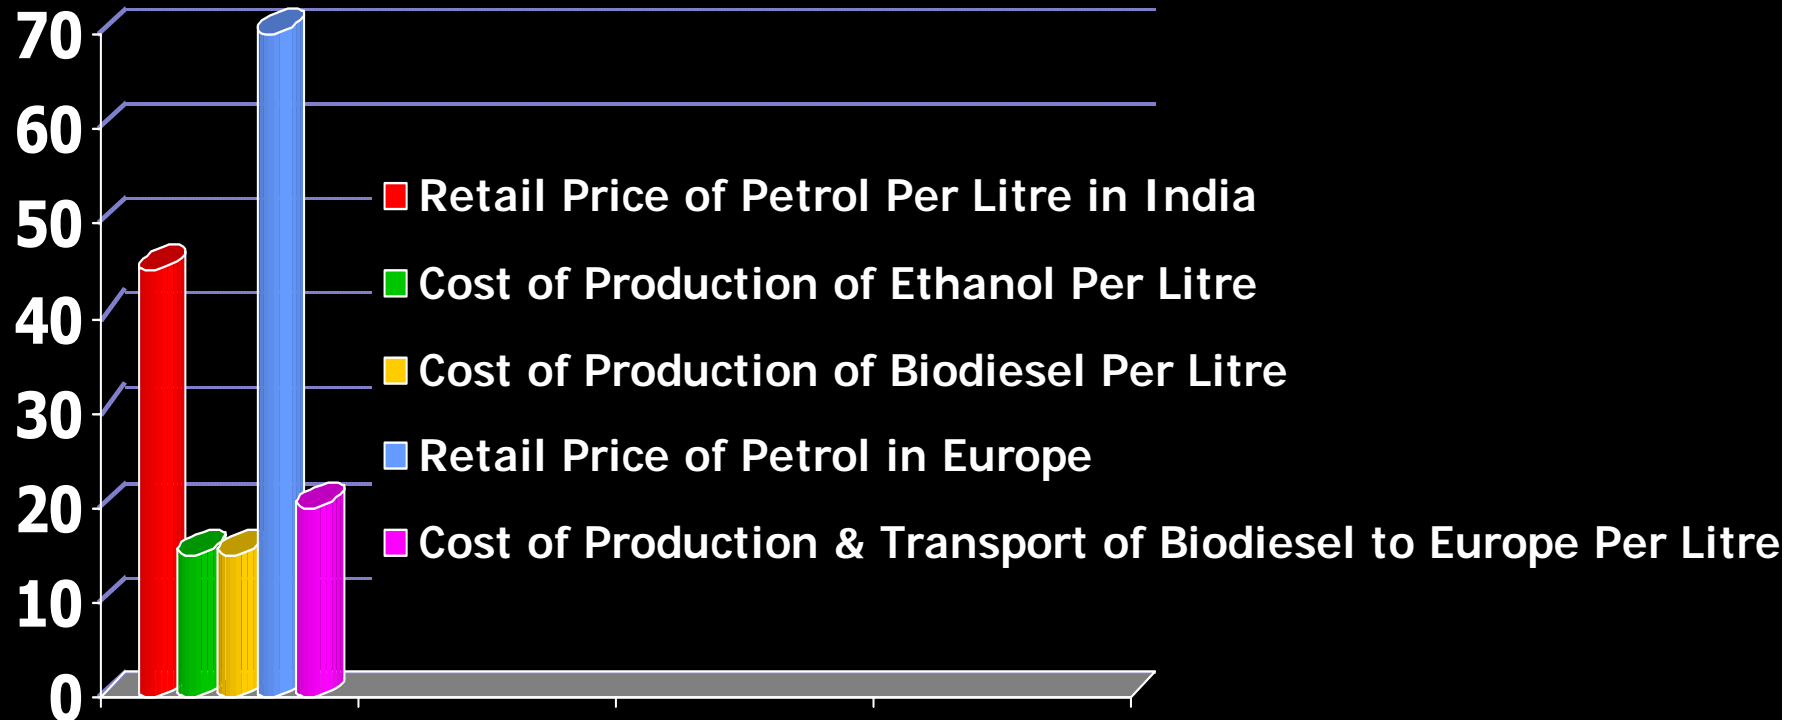 70
60
50
40
30
20
10
0
Retail Price of Petrol Per Litre in India
Cost of Production of Ethanol Per Litre
Cost of Production of Biodiesel Per Litre
Retail Price of Petrol in Europe
Cost of Production & Transport of Biodiesel to Europe Per Litre